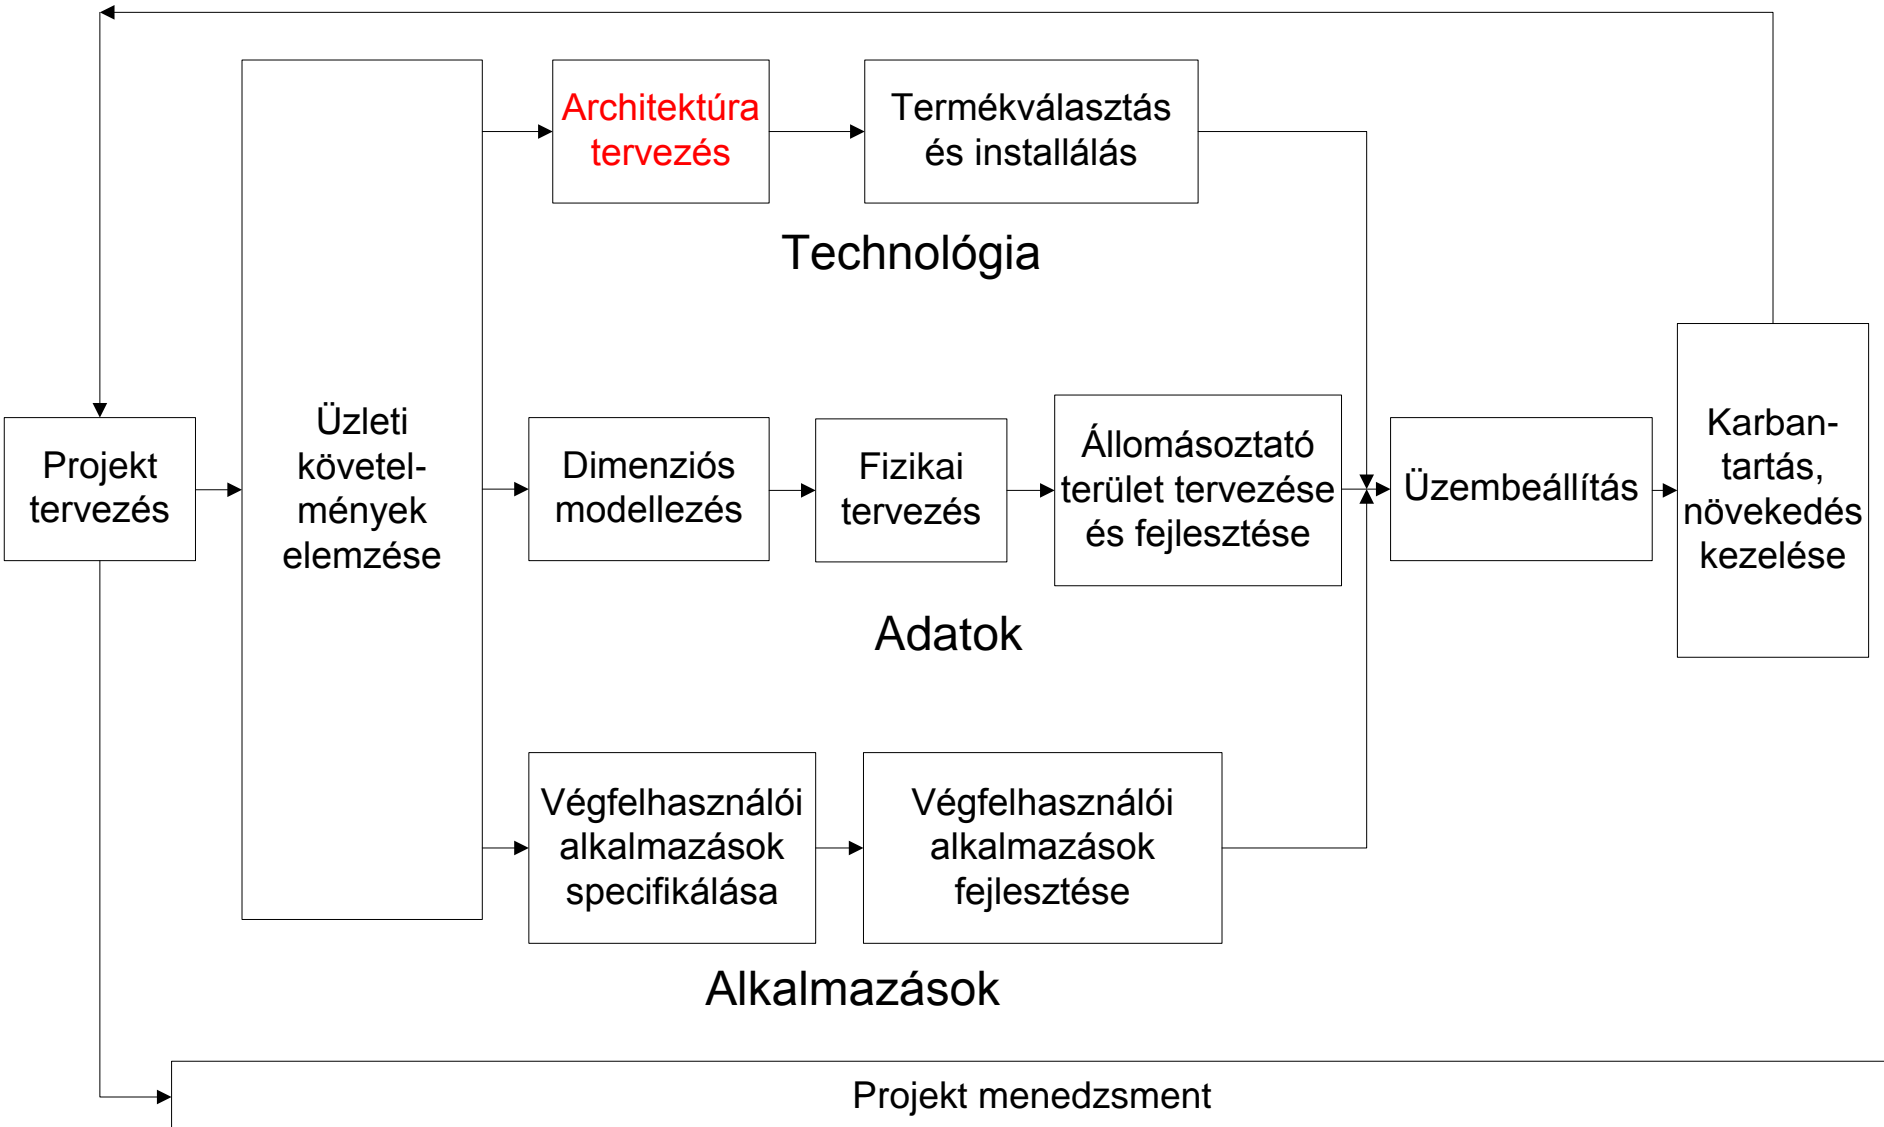 Architektúra
tervezés
Termékválasztás
és installálás
Technológia
Projekt
tervezés
Üzleti
követel-
mények
elemzése
Dimenziós
modellezés
Fizikai
tervezés
Állomásoztató
terület tervezése
és fejlesztése
Üzembeállítás
Karban-
tartás,
növekedés
kezelése
Adatok
Végfelhasználói
alkalmazások
specifikálása
Végfelhasználói
alkalmazások
fejlesztése
Alkalmazások
Projekt menedzsment